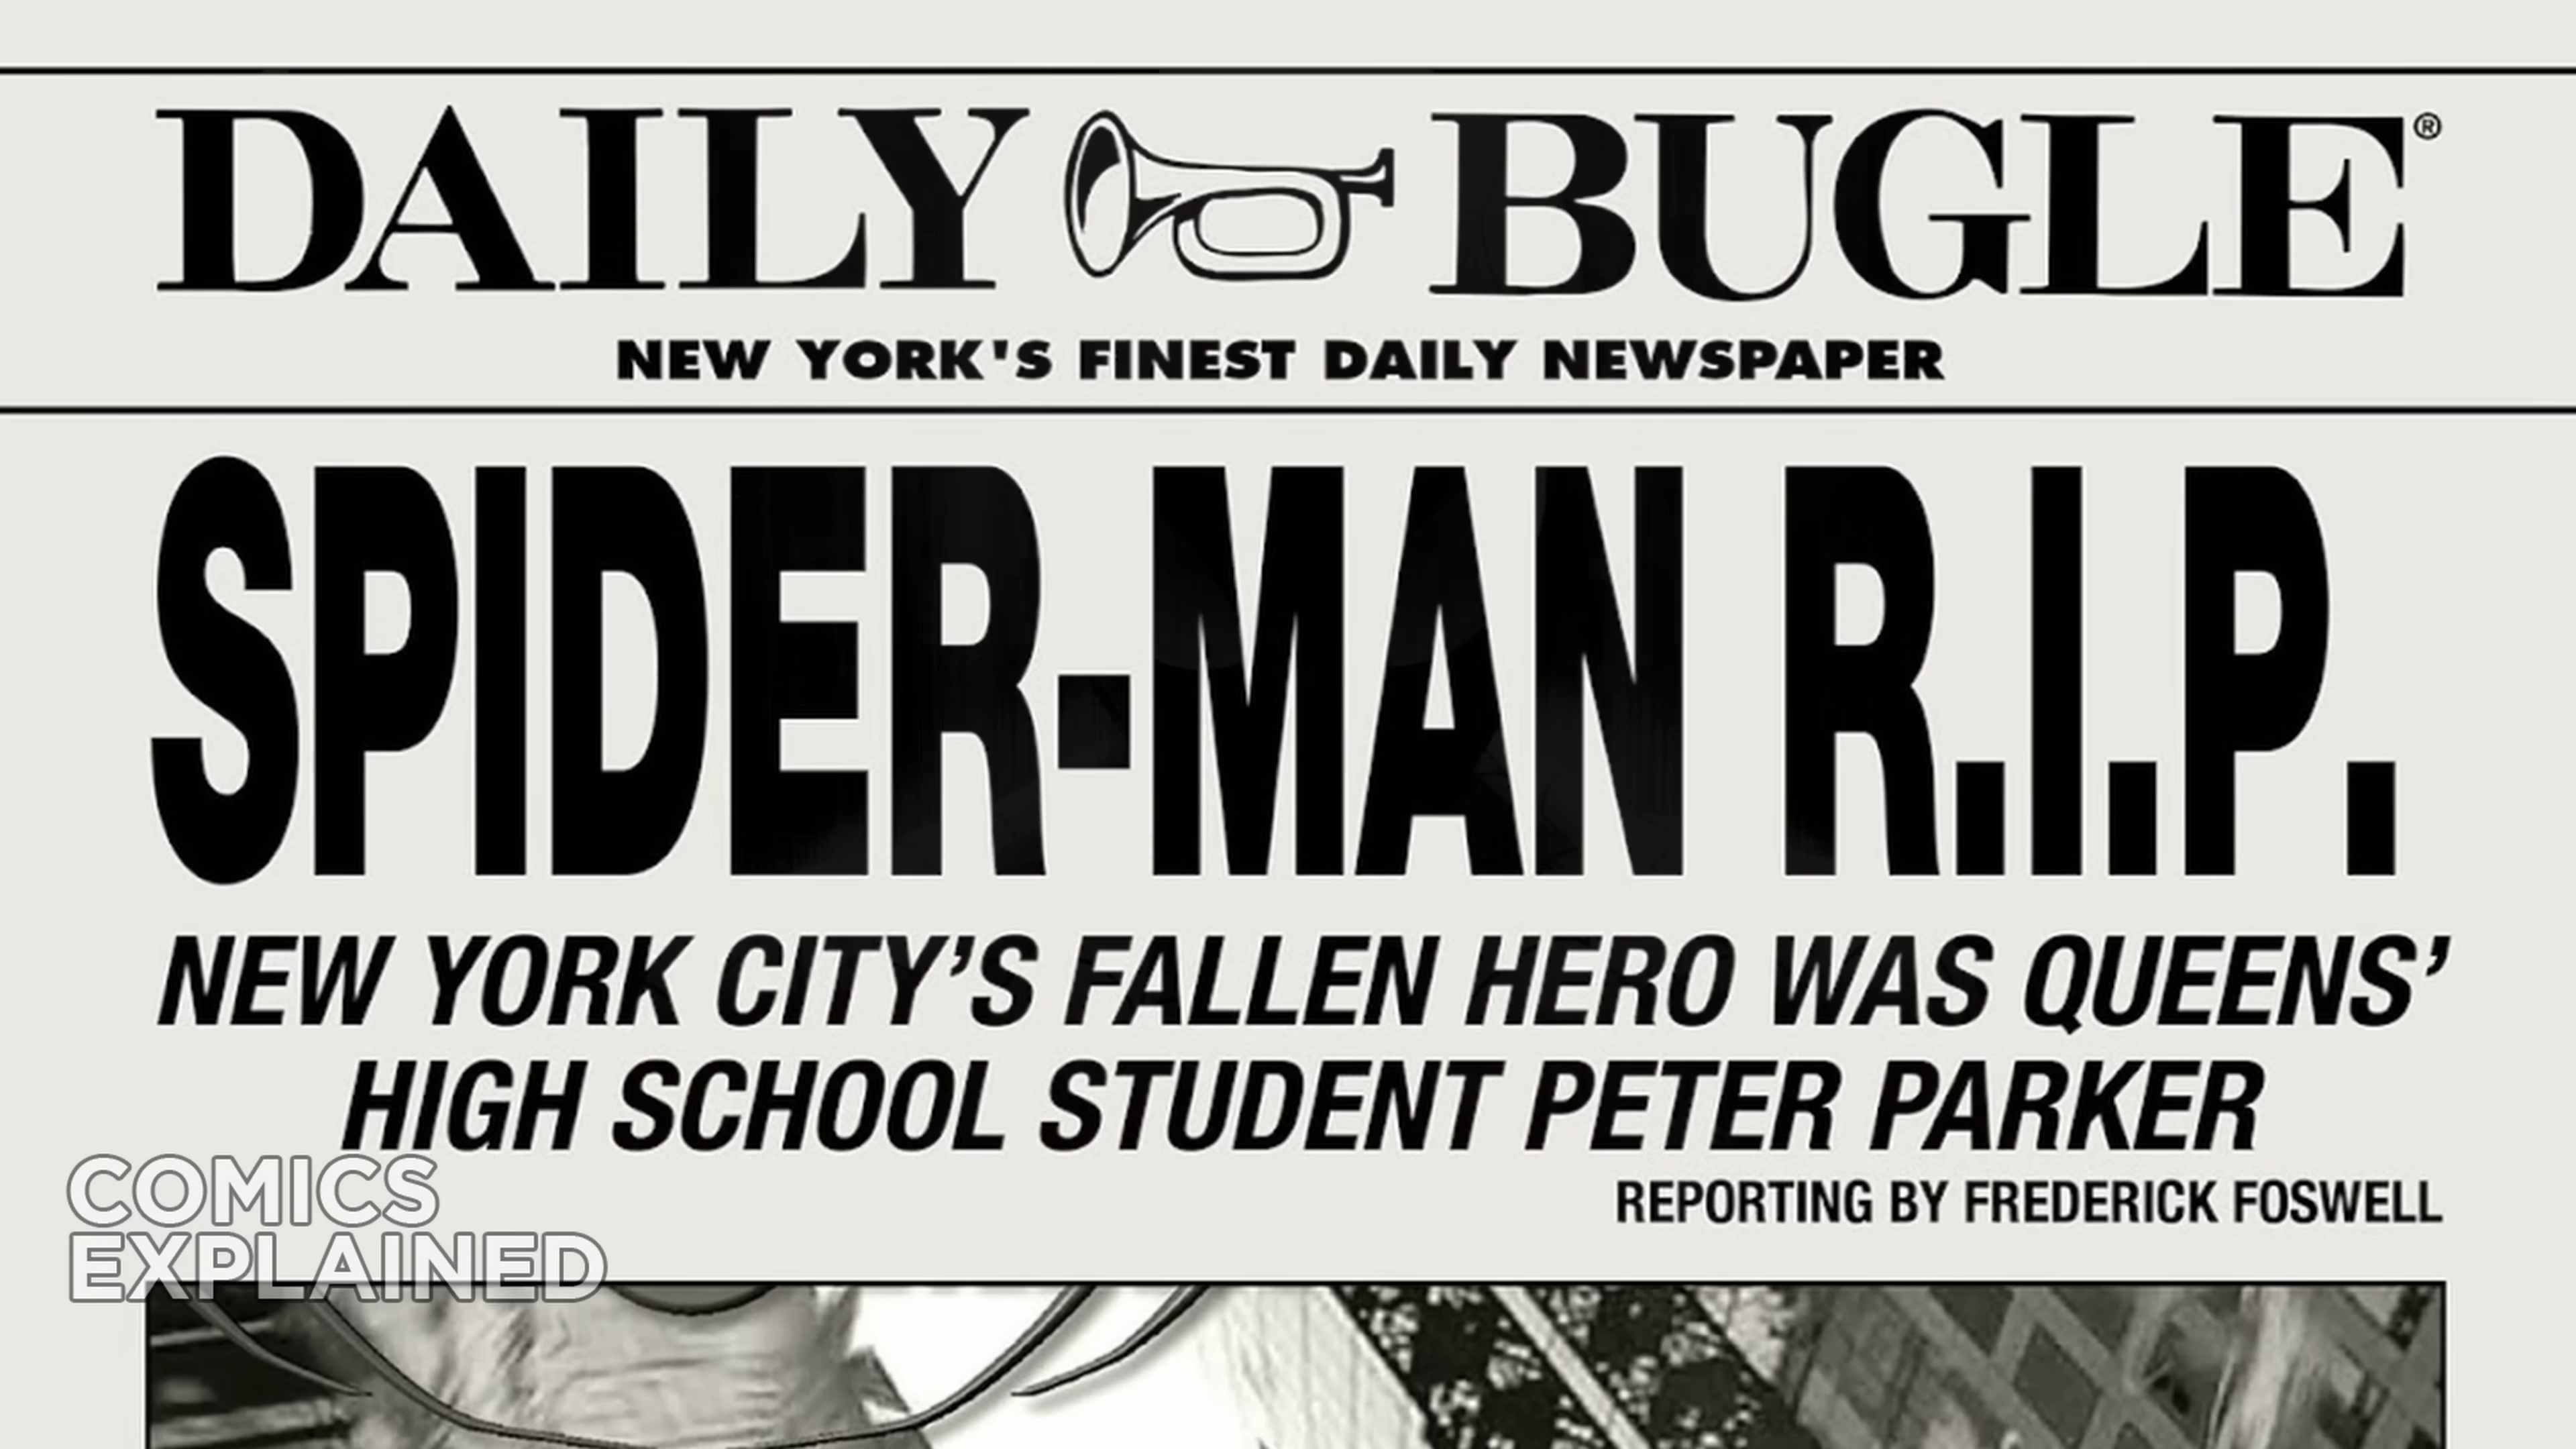 DAILY BUGLE®
NEW YORK'S FINEST DAILY NEWSPAPER
SPIDER-MAN R.I.P.
NEW YORK CITY’S FALLEN HERO WAS QUEENS’
HIGH SCHOOL STUDENT PETER PARKER
REPORTING BY FREDERICK FOSWELL
COMICS
EXPLAINED